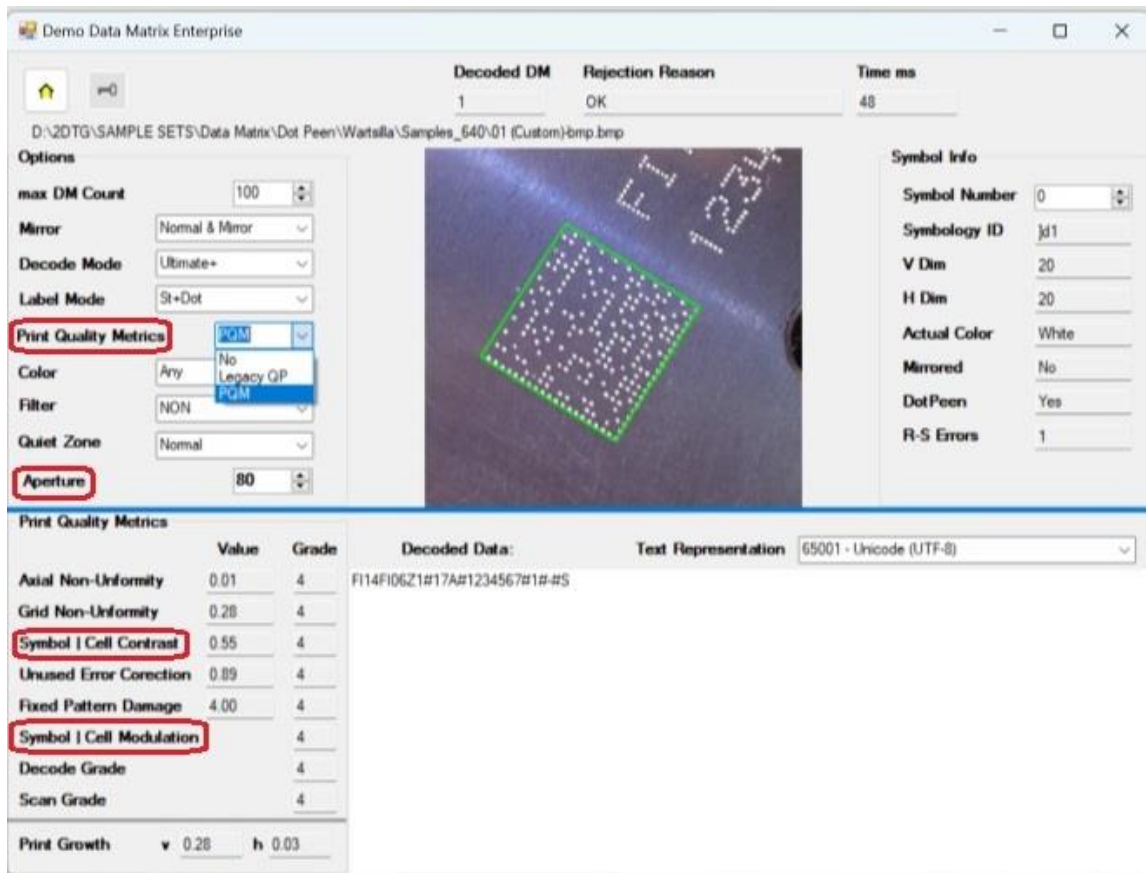 Demo Data Matrix Enterprise
Decoded DM Rejection Reason Time ms
1 OK 48
D:\2DTG\SAMPLE SETS\Data Matrix\Dot Peen\Wartsilla\Samples_640\01 (Custom)-bmp.bmp
Options
max DM Count 100
Mirror Normal & Mirror
Decode Mode Ultimate+
Label Mode St+Dot
Print Quality Metrics PQM
No
Legacy QP
PQM
Color Any
Filter NON
Quiet Zone Normal
Aperture 80
FI
1234
Symbol Info
Symbol Number 0
Symbology ID ]d1
V Dim 20
H Dim 20
Actual Color White
Mirrored No
DotPeen Yes
R-S Errors 1
Print Quality Metrics
Value Grade
Axial Non-Unformity 0.01 4
Grid Non-Unformity 0.28 4
Symbol | Cell Contrast 0.55 4
Unused Error Corection 0.89 4
Fixed Pattern Damage 4.00 4
Symbol | Cell Modulation 4
Decode Grade 4
Scan Grade 4
Print Growth v 0.28 h 0.03
Decoded Data: Text Representation 65001 - Unicode (UTF-8)
FI14FI06Z1#17A#1234567#1#-#S